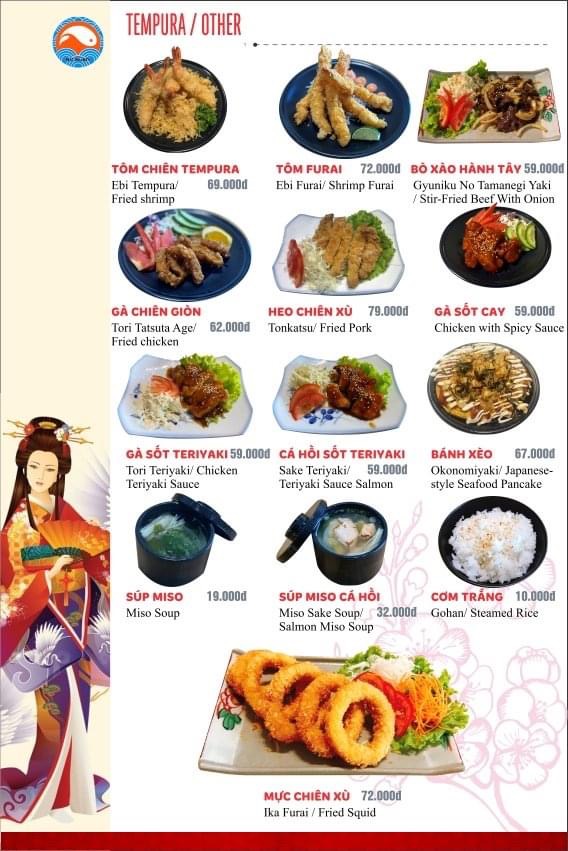 TEMPURA / OTHER
TÔM CHIÊN TEMPURA
Ebi Tempura/ 69.000đ
Fried shrimp
TÔM FURAI 72.000đ
Ebi Furai/ Shrimp Furai
BÒ XÀO HÀNH TÂY 59.000đ
Gyuniku No Tamanegi Yaki
/ Stir-Fried Beef With Onion
GÀ CHIÊN GIÒN
Tori Tatsuta Age/ 62.000đ
Fried chicken
HEO CHIÊN XÙ 79.000đ
Tonkatsu/ Fried Pork
GÀ SỐT CAY 59.000đ
Chicken with Spicy Sauce
GÀ SỐT TERIYAKI 59.000đ
Tori Teriyaki/ Chicken
Teriyaki Sauce
CÁ HỒI SỐT TERIYAKI
Sake Teriyaki/ 59.000đ
Teriyaki Sauce Salmon
BÁNH XÈO 67.000đ
Okonomiyaki/ Japanese-
style Seafood Pancake
SÚP MISO 19.000đ
Miso Soup
SÚP MISO CÁ HỒI
Miso Sake Soup/ 32.000đ
Salmon Miso Soup
CƠM TRẮNG 10.000đ
Gohan/ Steamed Rice
MỰC CHIÊN XÙ 72.000đ
Ika Furai / Fried Squid